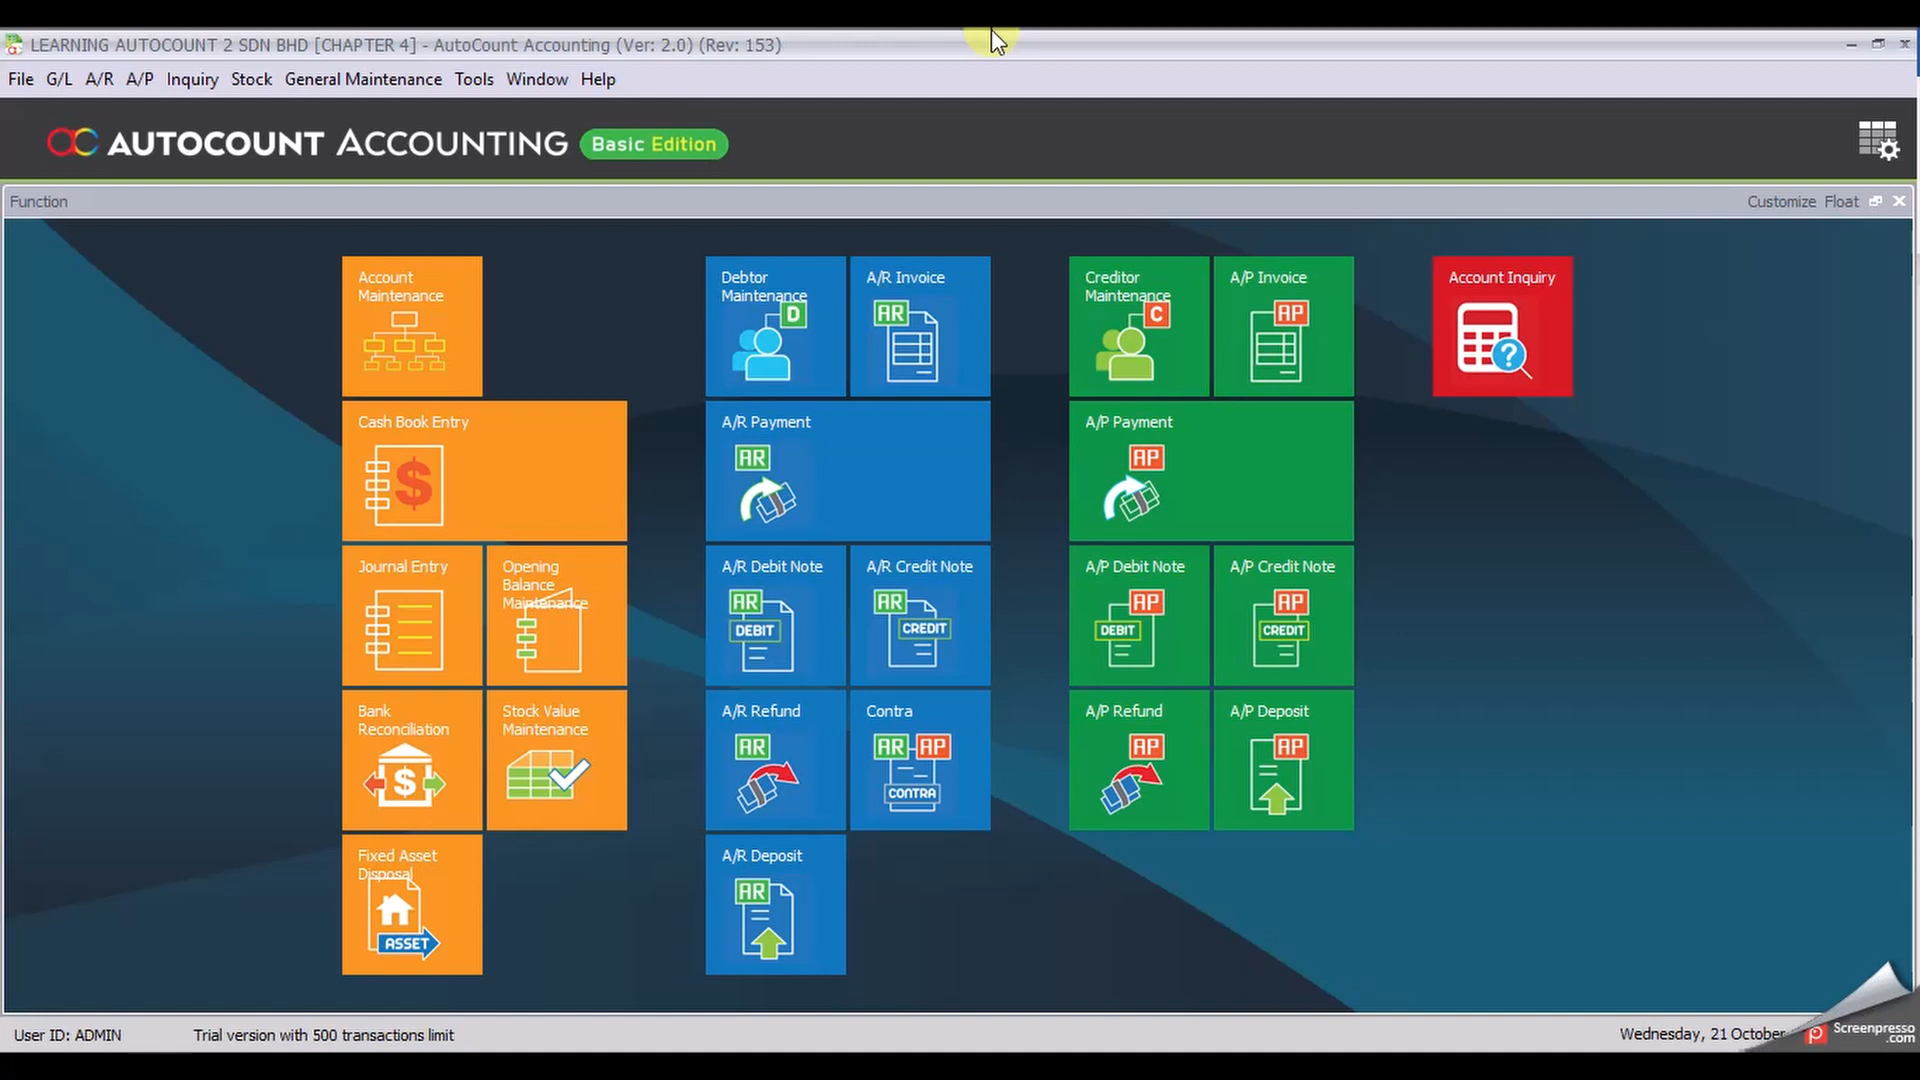 LEARNING AUTOCOUNT 2 SDN BHD [CHAPTER 4] - AutoCount Accounting (Ver: 2.0) (Rev: 153)
File G/L A/R A/P Inquiry Stock General Maintenance Tools Window Help
AUTOCOUNT ACCOUNTING Basic Edition
Function
Customize Float
Account
Maintenance
Cash Book Entry
$
Journal Entry
Opening
Balance
Maintenance
Bank
Reconciliation
$
Stock Value
Maintenance
Fixed Asset
Disposal
ASSET
Debtor
Maintenance
D
A/R Invoice
AR
A/R Payment
AR
A/R Debit Note
AR
DEBIT
A/R Credit Note
AR
CREDIT
A/R Refund
AR
Contra
AR AP
CONTRA
A/R Deposit
AR
Creditor
Maintenance
C
A/P Invoice
AP
A/P Payment
AP
A/P Debit Note
AP
DEBIT
A/P Credit Note
AP
CREDIT
A/P Refund
AP
A/P Deposit
AP
Account Inquiry
?
User ID: ADMIN
Trial version with 500 transactions limit
Wednesday, 21 October
Screenpresso
.com